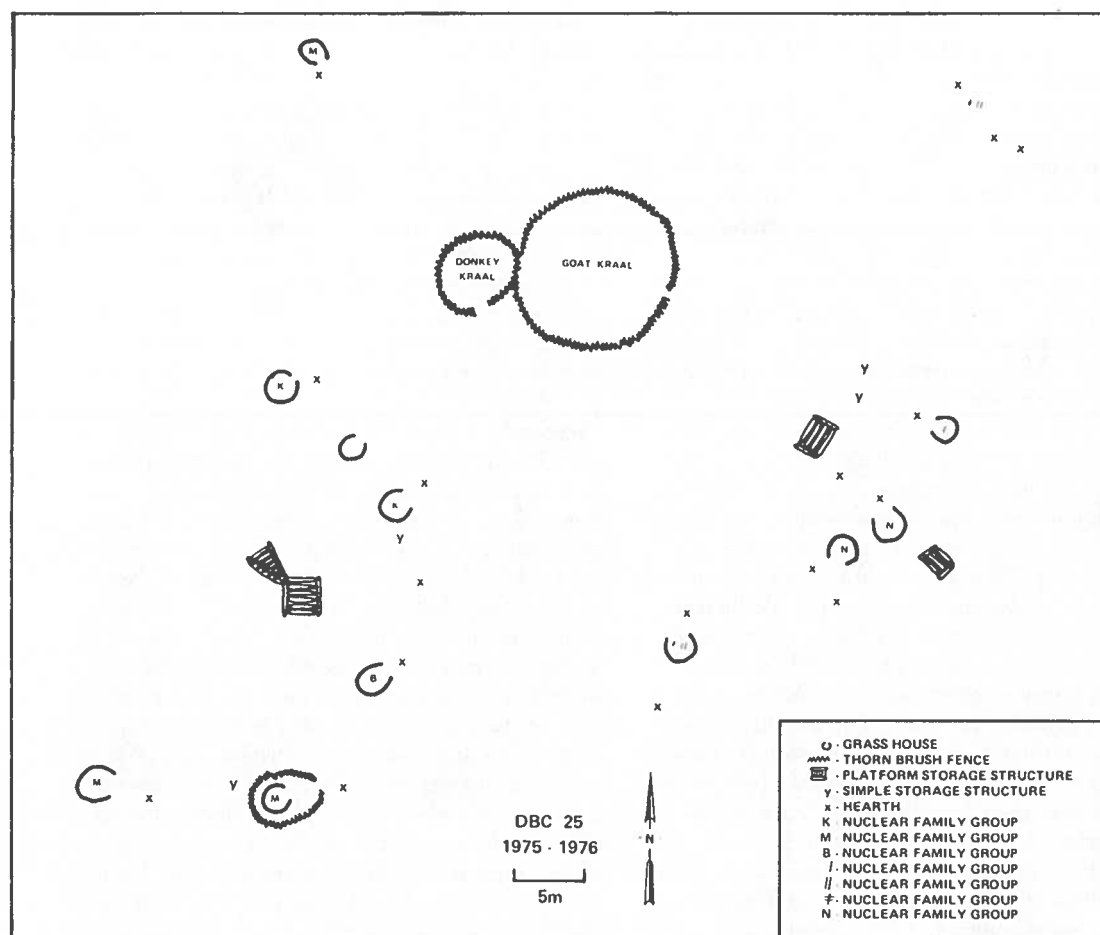 M
x
x
'//
x
x
DONKEY
KRAAL
GOAT KRAAL
y
K
x
y
x
/
x
K
x
x
N
y
N
x
x
x
x
'//
x
B
x
M
x
y
M
x
DBC 25
1975 - 1976
5m
N
- GRASS HOUSE
- THORN BRUSH FENCE
- PLATFORM STORAGE STRUCTURE
y - SIMPLE STORAGE STRUCTURE
x - HEARTH
K - NUCLEAR FAMILY GROUP
M - NUCLEAR FAMILY GROUP
B - NUCLEAR FAMILY GROUP
/ - NUCLEAR FAMILY GROUP
// - NUCLEAR FAMILY GROUP
ǂ - NUCLEAR FAMILY GROUP
N - NUCLEAR FAMILY GROUP